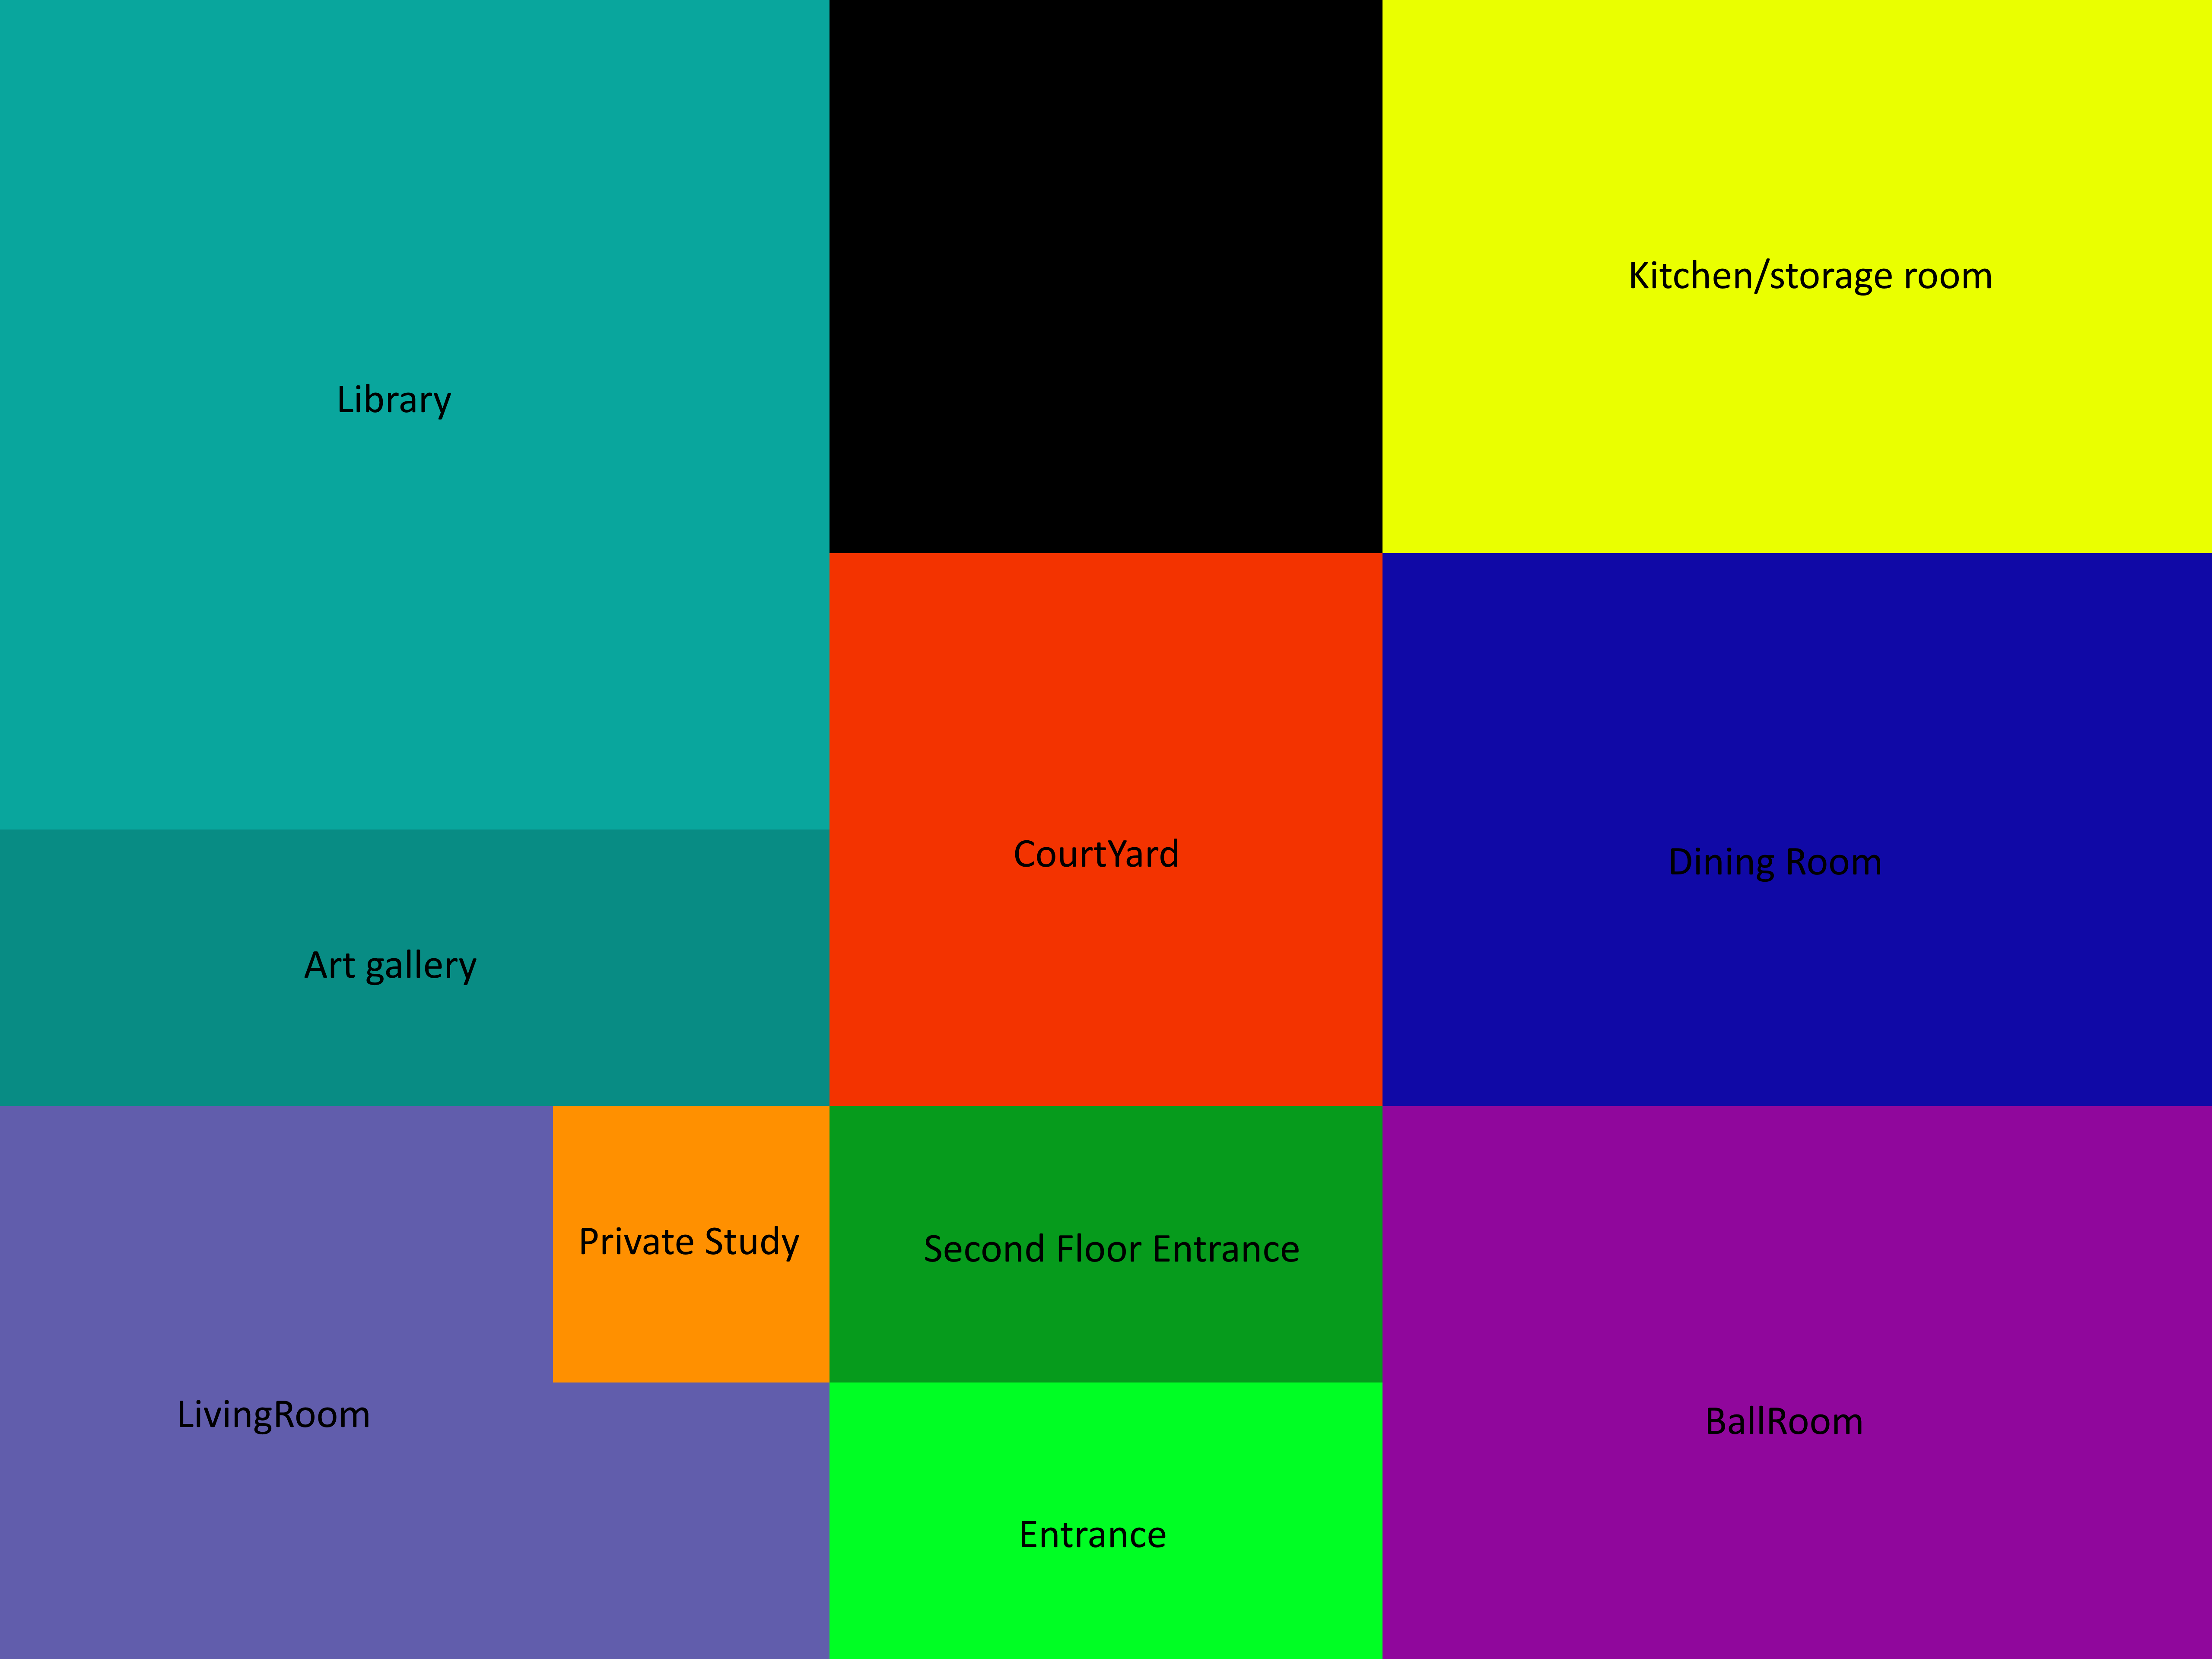 Kitchen/storage room
Library
CourtYard
Dining Room
Art gallery
Private Study
Second Floor Entrance
LivingRoom
BallRoom
Entrance